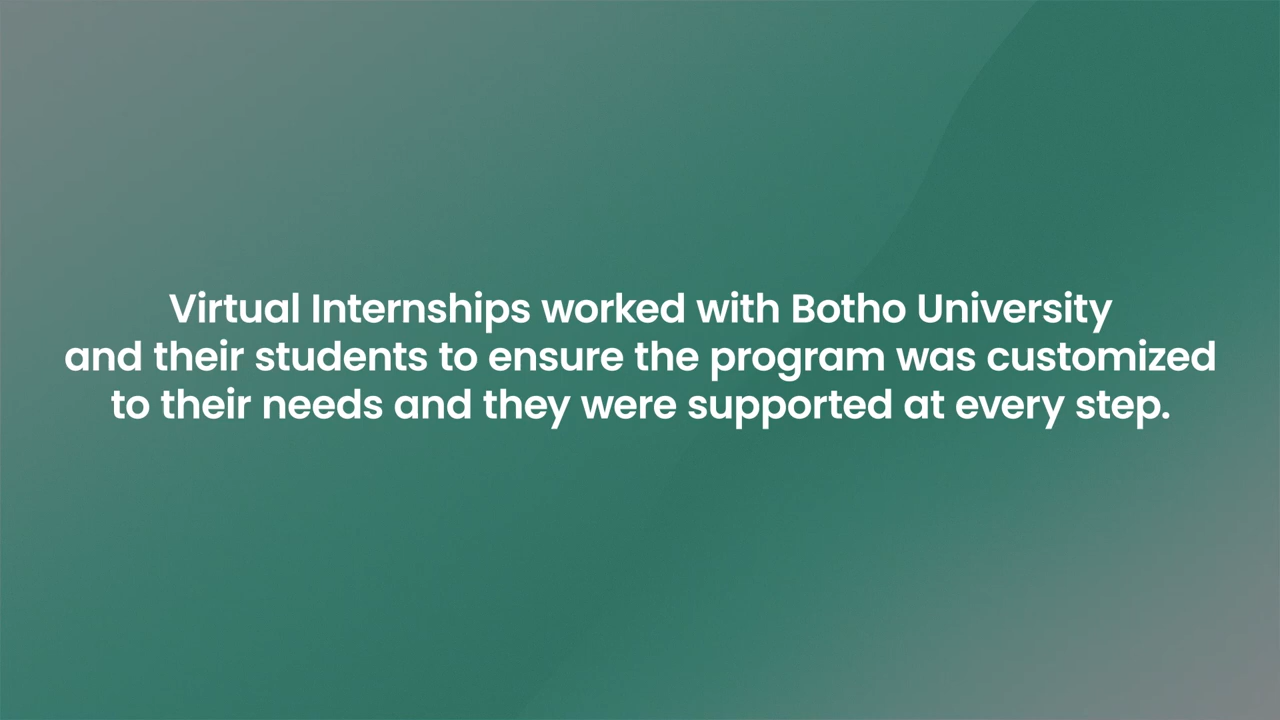 Virtual Internships worked with Botho University
and their students to ensure the program was customized
to their needs and they were supported at every step.